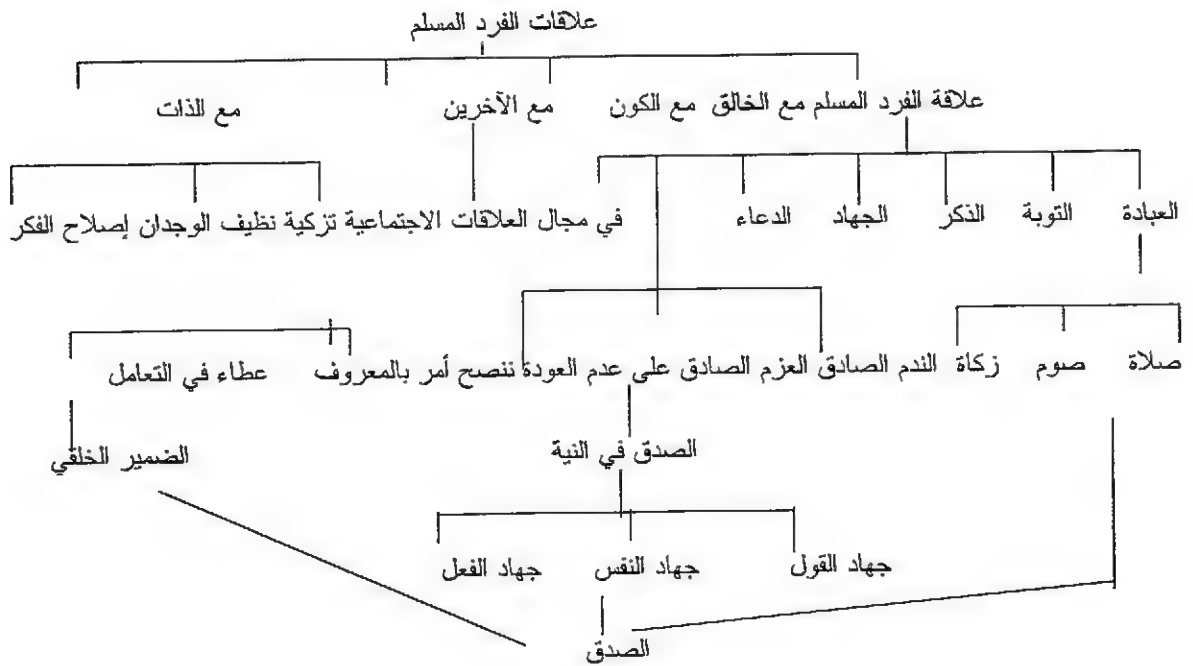 علاقات الفرد المسلم
علاقة الفرد المسلم مع الخالق مع الكون مع الآخرين مع الذات
العبادة التوبة الذكر الجهاد الدعاء في مجال العلاقات الاجتماعية تزكية نظيف الوجدان إصلاح الفكر
صلاة صوم زكاة الندم الصادق العزم الصادق على عدم العودة ننصح أمر بالمعروف عطاء في التعامل
الصدق في النية الضمير الخلقي
جهاد القول جهاد النفس جهاد الفعل
الصدق